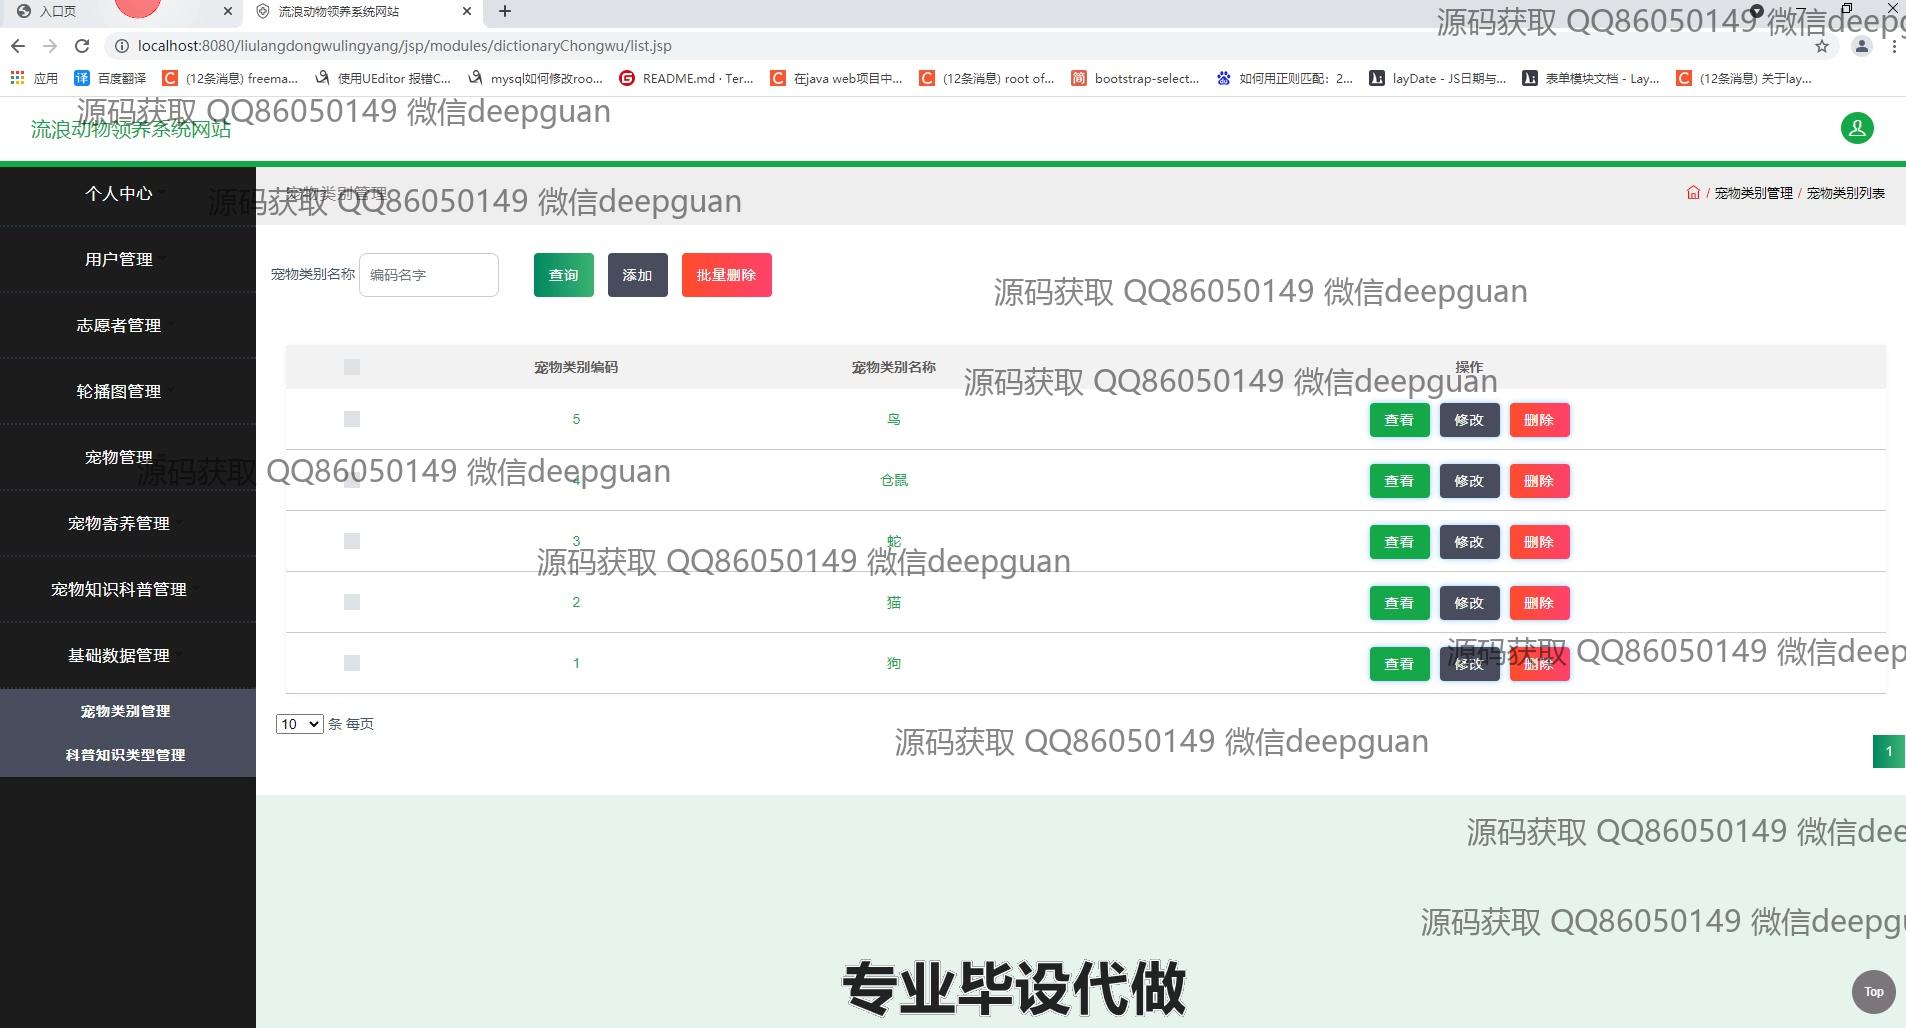 入口页
流浪动物领养系统网站
localhost:8080/liulangdongwulingyang/jsp/modules/dictionaryChongwu/list.jsp
源码获取 QQ86050149 微信deepg
应用 百度翻译 (12条消息) freema... 使用UEditor 报错C... mysql如何修改roo... README.md · Ter... 在java web项目中... (12条消息) root of... bootstrap-select... 如何用正则匹配：2... layDate - JS日期与... 表单模块文档 - Lay... (12条消息) 关于lay...
源码获取 QQ86050149 微信deepguan
流浪动物领养系统网站
个人中心
宠物类别管理
源码获取 QQ86050149 微信deepguan
/ 宠物类别管理 / 宠物类别列表
用户管理
宠物类别名称 编码名字 查询 添加 批量删除
源码获取 QQ86050149 微信deepguan
志愿者管理
宠物类别编码 宠物类别名称 操作
源码获取 QQ86050149 微信deepguan
轮播图管理
5 鸟 查看 修改 删除
宠物管理
源码获取 QQ86050149 微信deepguan
4 仓鼠 查看 修改 删除
宠物寄养管理
3 蛇 查看 修改 删除
源码获取 QQ86050149 微信deepguan
宠物知识科普管理
2 猫 查看 修改 删除
基础数据管理
1 狗 查看 修改 删除
源码获取 QQ86050149 微信deep
宠物类别管理
10 条 每页
源码获取 QQ86050149 微信deepguan
1
科普知识类型管理
源码获取 QQ86050149 微信dee
源码获取 QQ86050149 微信deepgu
专业毕设代做
Top